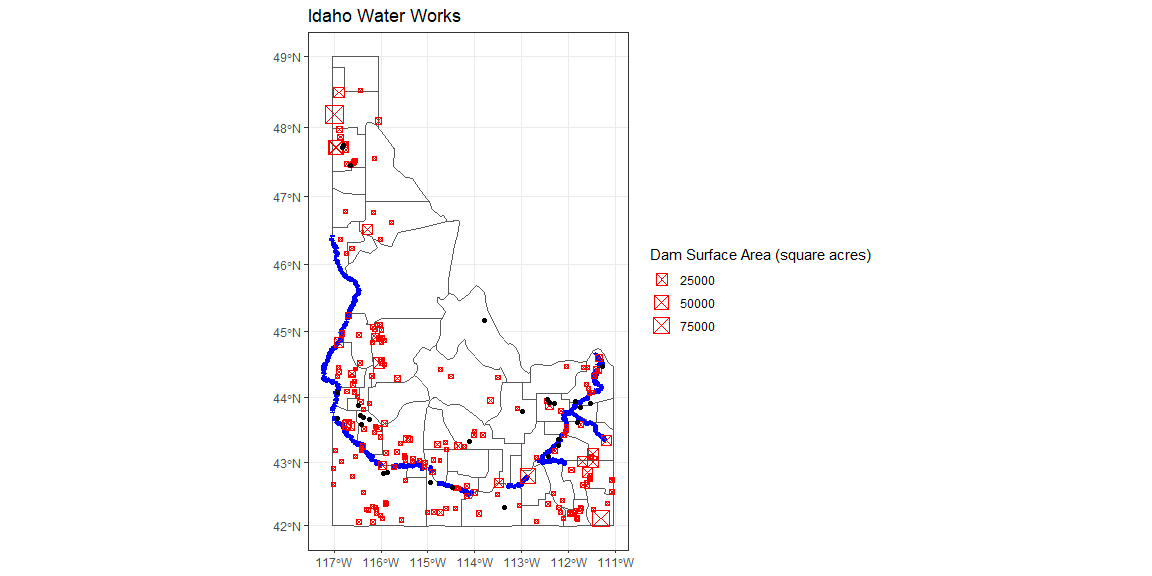 Idaho Water Works
49°N
48°N
47°N
46°N
45°N
44°N
43°N
42°N
117°W 116°W 115°W 114°W 113°W 112°W 111°W
Dam Surface Area (square acres)
25000
50000
75000